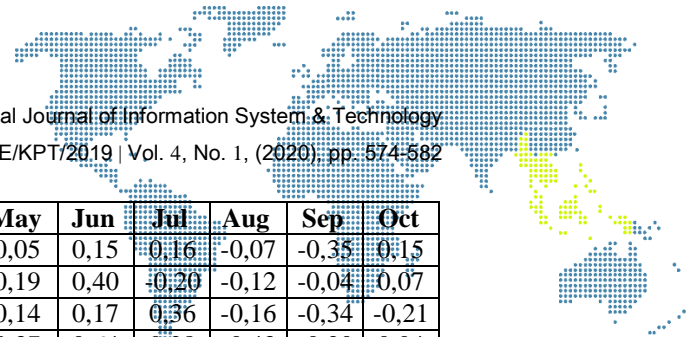 al Journal of Information System & Technology
E/KPT/2019 | Vol. 4, No. 1, (2020), pp. 574-582
May Jun Jul Aug Sep Oct
0,05 0,15 0,16 -0,07 -0,35 0,15
0,19 0,40 -0,20 -0,12 -0,04 0,07
0,14 0,17 0,36 -0,16 -0,34 -0,21